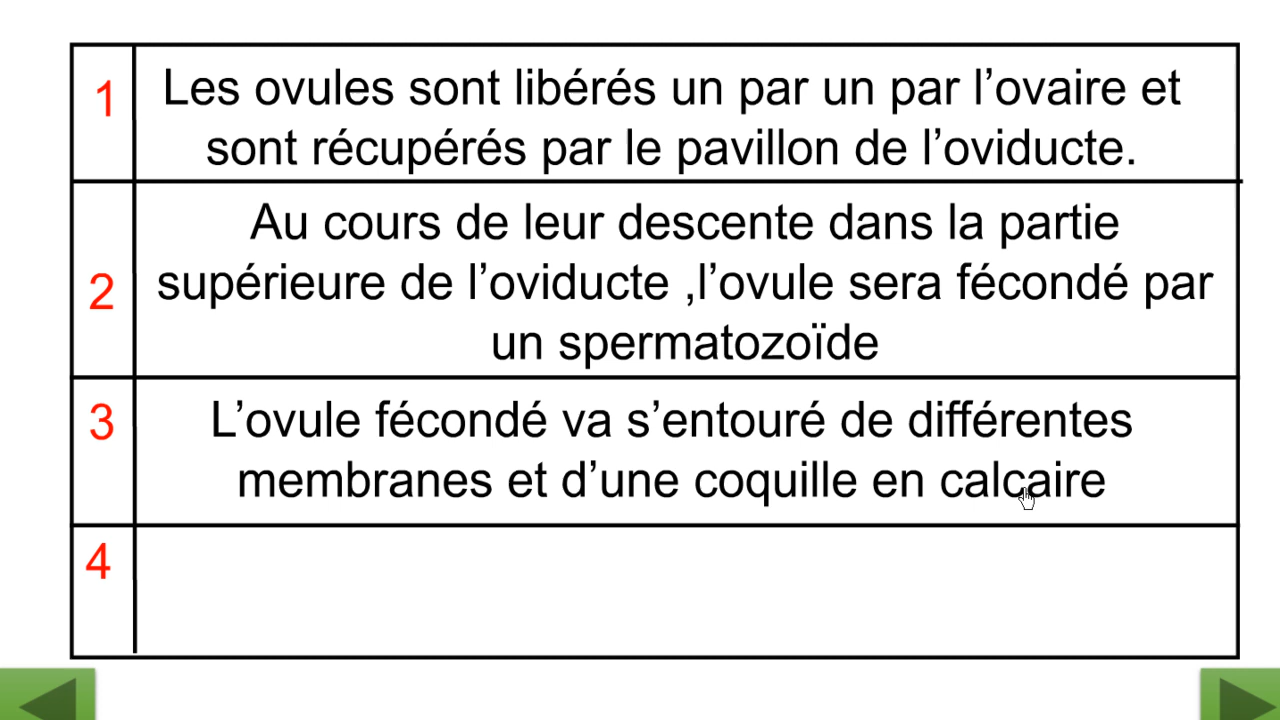 1
Les ovules sont libérés un par un par l’ovaire et
sont récupérés par le pavillon de l’oviducte.
2
Au cours de leur descente dans la partie
supérieure de l’oviducte ,l’ovule sera fécondé par
un spermatozoïde
3
L’ovule fécondé va s’entouré de différentes
membranes et d’une coquille en calcaire
4